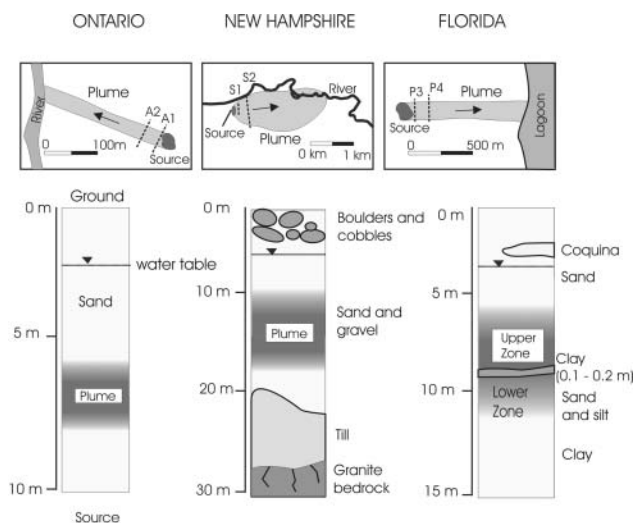 ONTARIO
NEW HAMPSHIRE
FLORIDA
River
Plume
A2
A1
0
100m
Source
S1
S2
River
Source
Plume
0 km
1 km
P3
P4
Plume
Source
Lagoon
0
500 m
Ground
0 m
water table
Sand
5 m
Plume
10 m
Source
0 m
Boulders and
cobbles
10 m
Sand and
gravel
Plume
20 m
Till
Granite
bedrock
30 m
0 m
Coquina
Sand
5 m
Upper
Zone
Clay
(0.1 - 0.2 m)
10 m
Lower
Zone
Sand
and silt
Clay
15 m